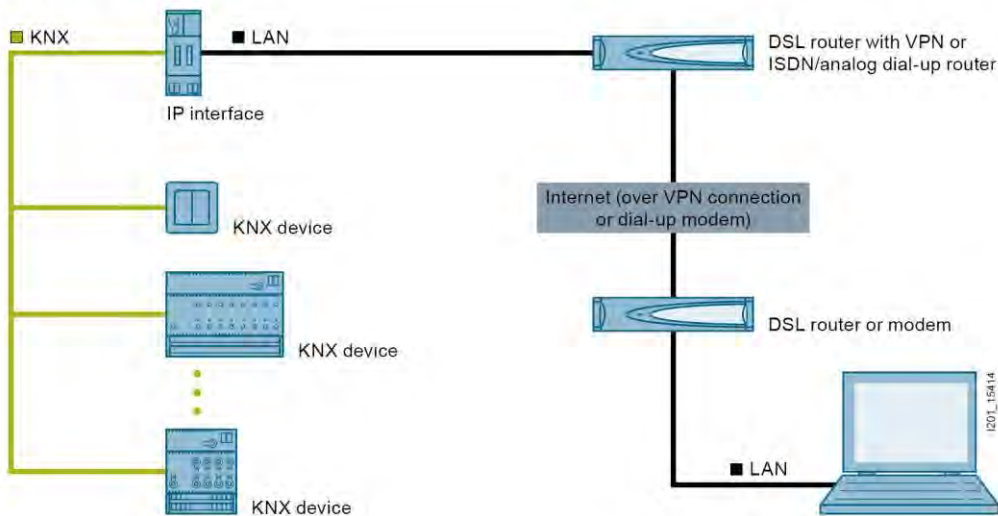 KNX
LAN
DSL router with VPN or
ISDN/analog dial-up router
IP interface
Internet (over VPN connection
or dial-up modem)
KNX device
KNX device
DSL router or modem
KNX device
LAN
I201_15414